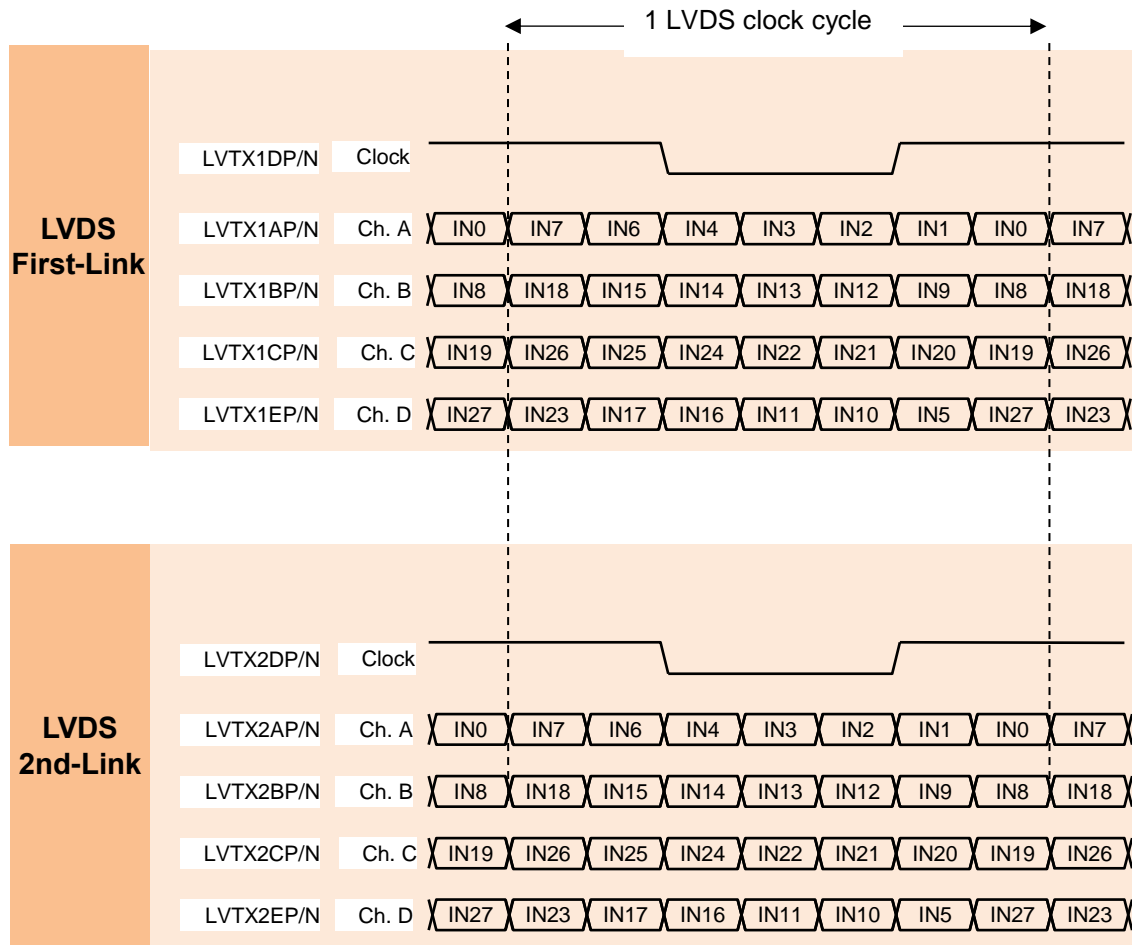 1 LVDS clock cycle
LVDS
First-Link
LVTX1DP/N Clock
LVTX1AP/N Ch. A IN0 IN7 IN6 IN4 IN3 IN2 IN1 IN0 IN7
LVTX1BP/N Ch. B IN8 IN18 IN15 IN14 IN13 IN12 IN9 IN8 IN18
LVTX1CP/N Ch. C IN19 IN26 IN25 IN24 IN22 IN21 IN20 IN19 IN26
LVTX1EP/N Ch. D IN27 IN23 IN17 IN16 IN11 IN10 IN5 IN27 IN23
LVDS
2nd-Link
LVTX2DP/N Clock
LVTX2AP/N Ch. A IN0 IN7 IN6 IN4 IN3 IN2 IN1 IN0 IN7
LVTX2BP/N Ch. B IN8 IN18 IN15 IN14 IN13 IN12 IN9 IN8 IN18
LVTX2CP/N Ch. C IN19 IN26 IN25 IN24 IN22 IN21 IN20 IN19 IN26
LVTX2EP/N Ch. D IN27 IN23 IN17 IN16 IN11 IN10 IN5 IN27 IN23